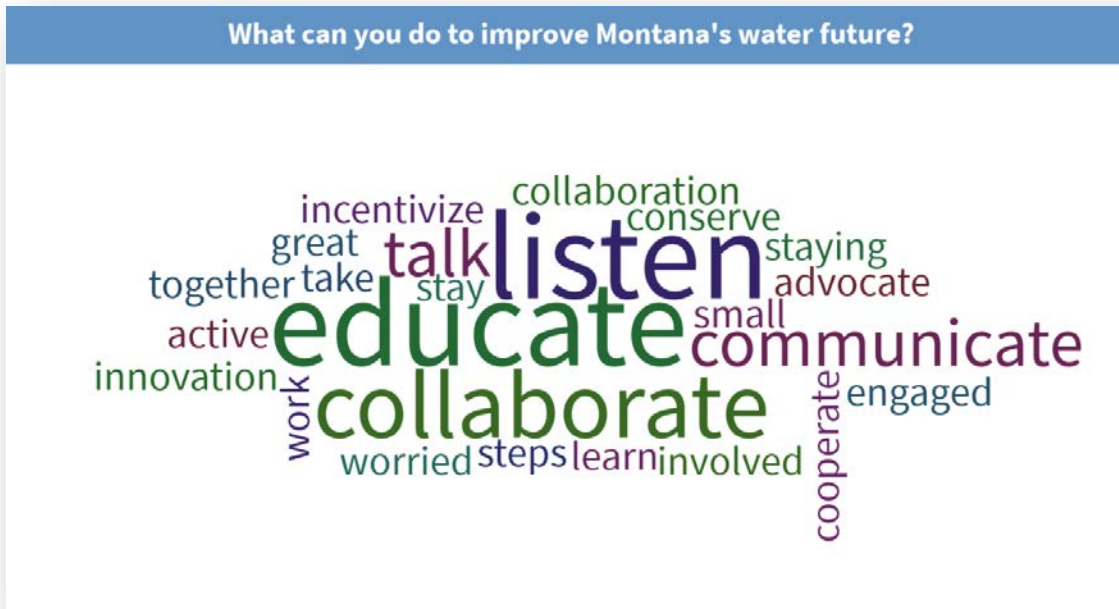 What can you do to improve Montana's water future?
collaboration
incentivize
conserve
great
talk
listen
staying
together
take
stay
advocate
active
educate
small
communicate
innovation
work
collaborate
cooperate
engaged
worried
steps
learn
involved